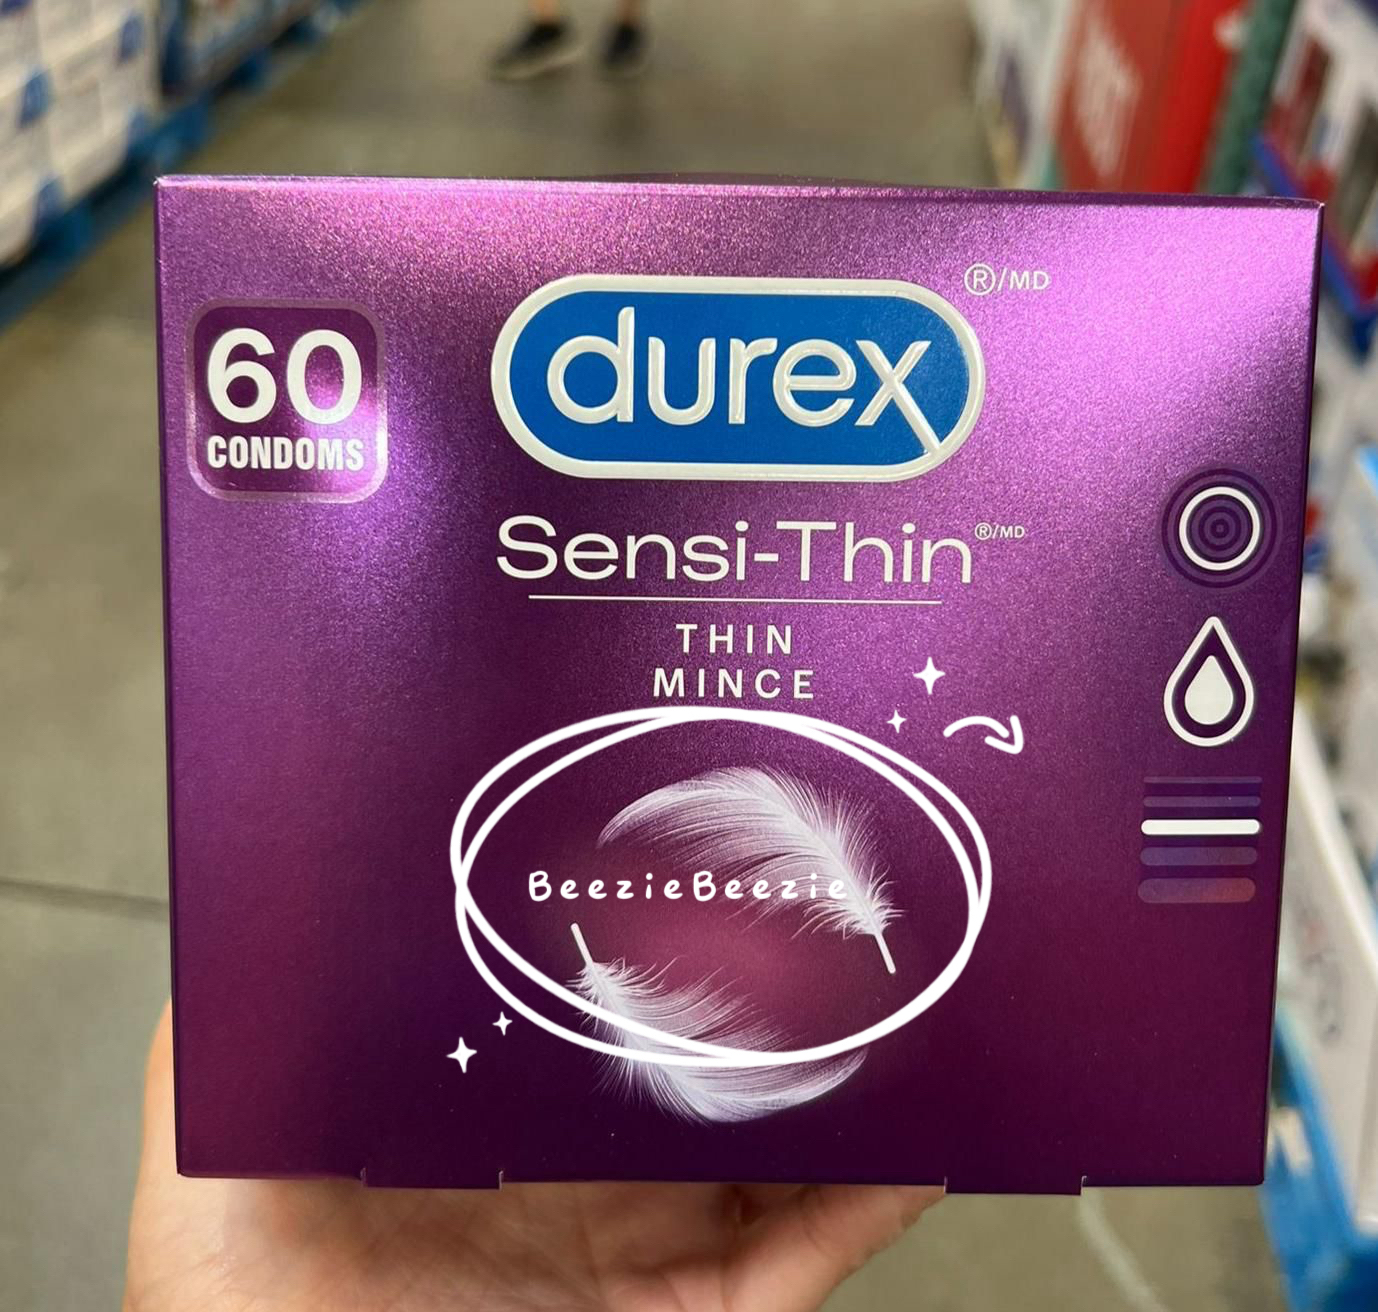 60
CONDOMS
durex
®/MD
Sensi-Thin®/MD
THIN
MINCE
BeezieBeezie